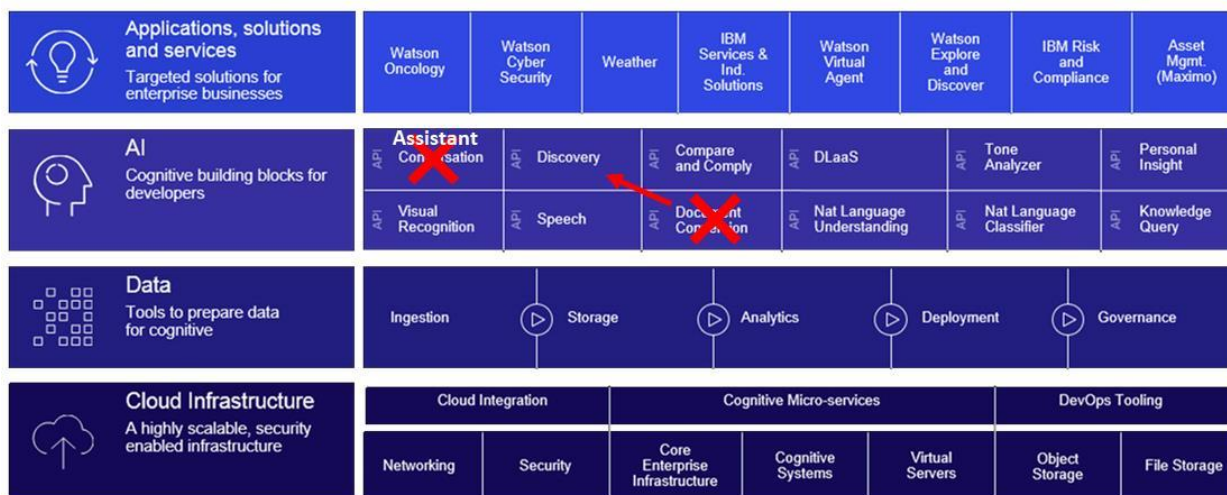 Applications, solutions
and services
Targeted solutions for
enterprise businesses
Watson
Oncology
Watson
Cyber
Security
Weather
IBM
Services &
Ind.
Solutions
Watson
Virtual
Agent
Watson
Explore
and
Discover
IBM Risk
and
Compliance
Asset
Mgmt.
(Maximo)
AI
Cognitive building blocks for
developers
Assistant
API
Conversation
API
Discovery
API
Compare
and Comply
API
DLaaS
API
Tone
Analyzer
API
Personal
Insight
API
Visual
Recognition
API
Speech
API
Document
Conversion
API
Nat Language
Understanding
API
Nat Language
Classifier
API
Knowledge
Query
Data
Tools to prepare data
for cognitive
Ingestion
Storage
Analytics
Deployment
Governance
Cloud Infrastructure
A highly scalable, security
enabled infrastructure
Cloud Integration
Cognitive Micro-services
DevOps Tooling
Networking
Security
Core
Enterprise
Infrastructure
Cognitive
Systems
Virtual
Servers
Object
Storage
File Storage